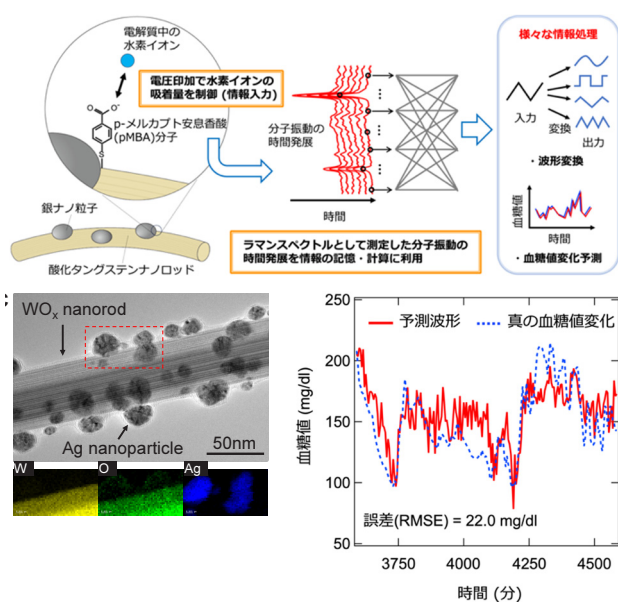 電解質中の
水素イオン
電圧印加で水素イオンの
吸着量を制御 (情報入力)
O
O⁻
p-メルカプト安息香酸
(pMBA)分子
S
銀ナノ粒子
酸化タングステンナノロッド
分子振動の
時間発展
時間
ラマンスペクトルとして測定した分子振動の
時間発展を情報の記憶・計算に利用
様々な情報処理
入力
変換
出力
・波形変換
血糖値
時間
・血糖値変化予測
WOx nanorod
Ag nanoparticle
50nm
W
O
Ag
予測波形
真の血糖値変化
血糖値 (mg/dl)
250
200
150
100
50
誤差(RMSE) = 22.0 mg/dl
3750
4000
4250
4500
時間 (分)